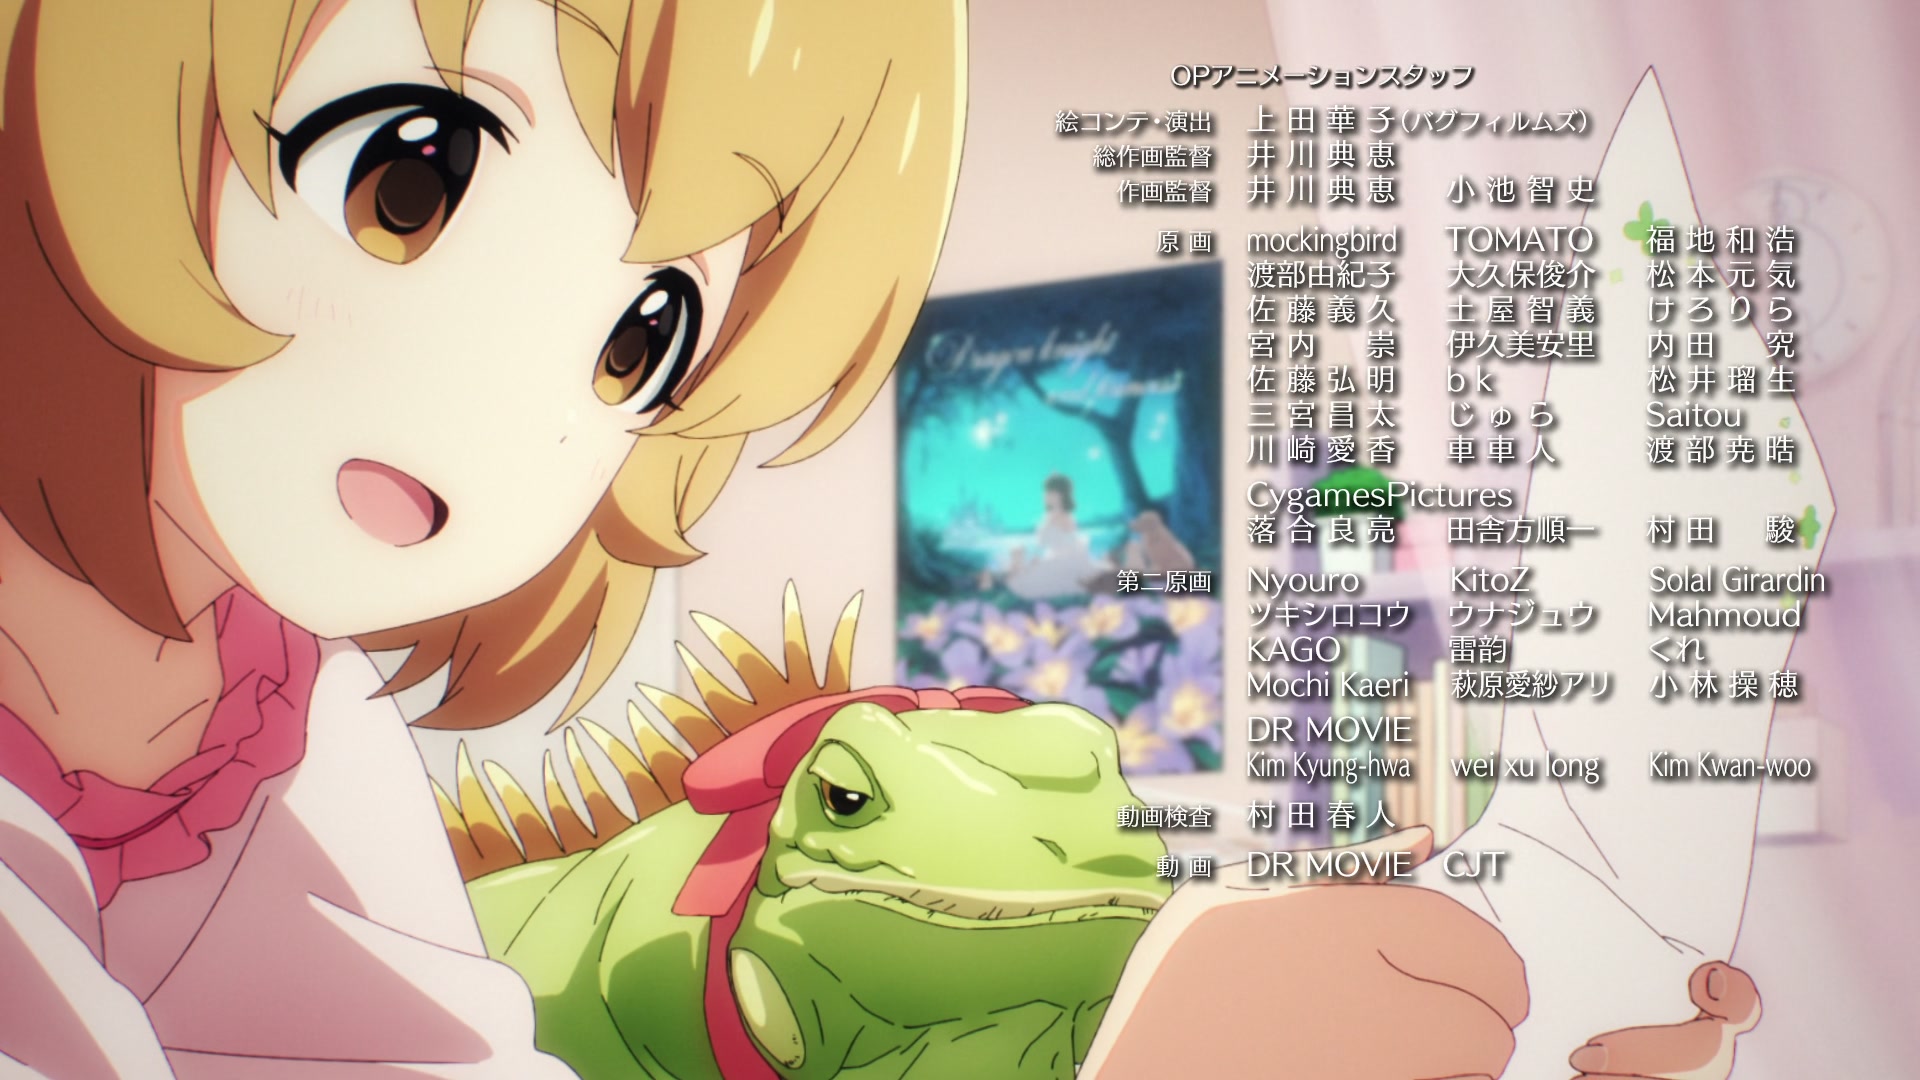 OPアニメーションスタッフ
絵コンテ・演出 上田華子(バグフィルムズ)
総作画監督 井川典恵
作画監督 井川典恵 小池智史
原画 mockingbird TOMATO 福地和浩
渡部由紀子 大久保俊介 松本元気
佐藤義久 土屋智義 けろりら
宮内崇 伊久美安里 内田究
佐藤弘明 bk 松井瑠生
三宮昌太 じゅら Saitou
川崎愛香 車車人 渡部尭晧
CygamesPictures
落合良亮 田舎方順一 村田駿
第二原画 Nyouro KitoZ Solal Girardin
ツキシロコウ ウナジュウ Mahmoud
KAGO 雷韵 くれ
Mochi Kaeri 萩原愛紗アリ 小林操穂
DR MOVIE
Kim Kyung-hwa wei xu long Kim Kwan-woo
動画検査 村田春人
動画 DR MOVIE CJT
Dragon knight